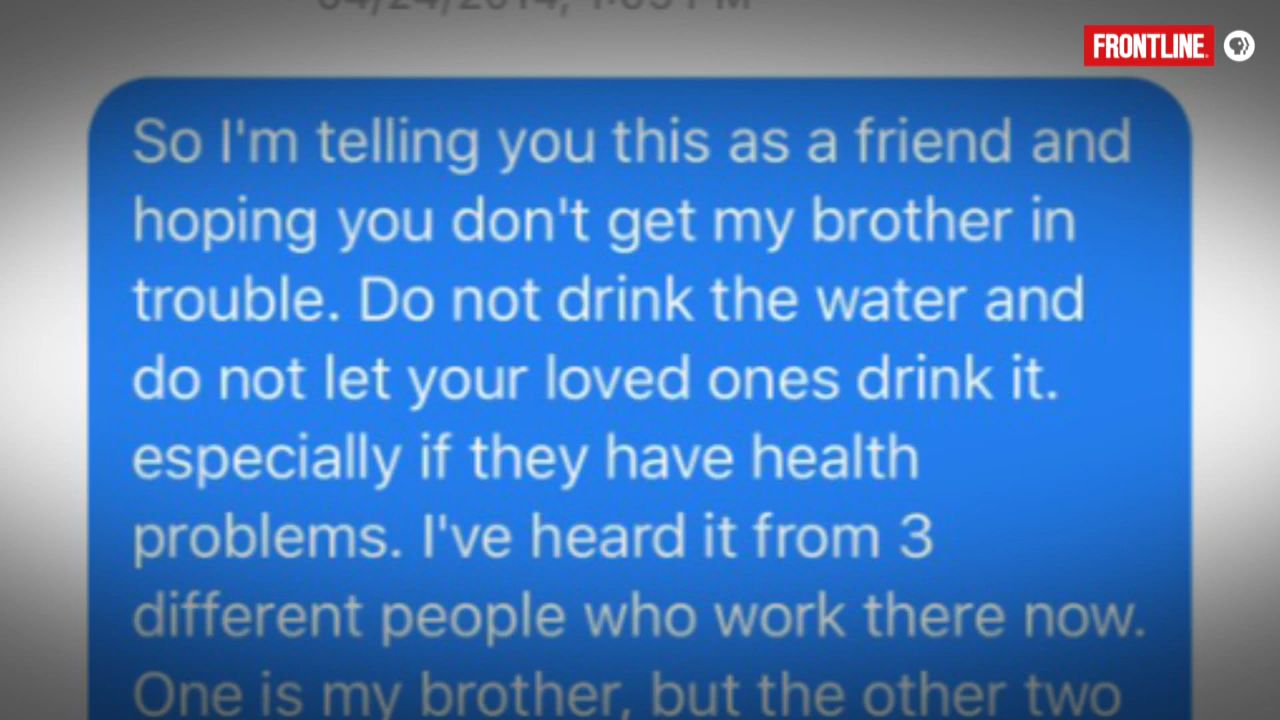 FRONTLINE
So I'm telling you this as a friend and
hoping you don't get my brother in
trouble. Do not drink the water and
do not let your loved ones drink it.
especially if they have health
problems. I've heard it from 3
different people who work there now.
One is my brother, but the other two